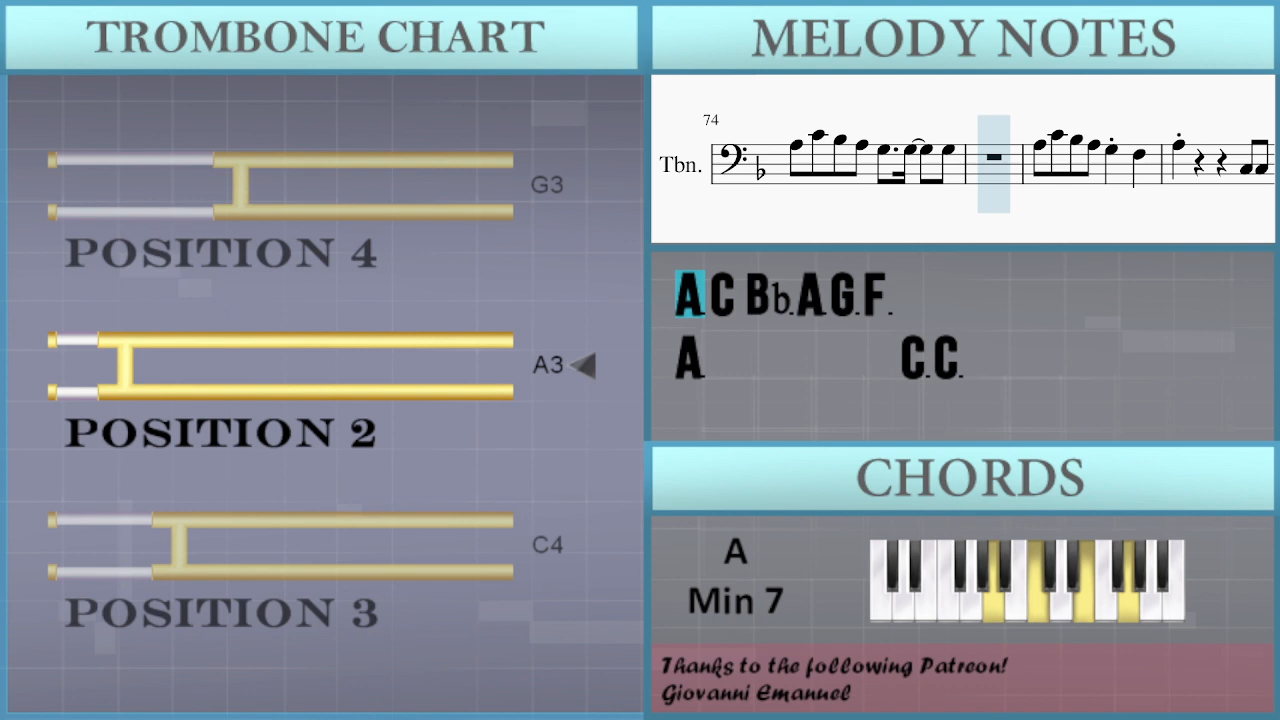 TROMBONE CHART
G3
POSITION 4
A3
POSITION 2
C4
POSITION 3
MELODY NOTES
74
Tbn.
A C Bb. A. G. F.
A. C. C.
CHORDS
A
Min 7
Thanks to the following Patreon!
Giovanni Emanuel